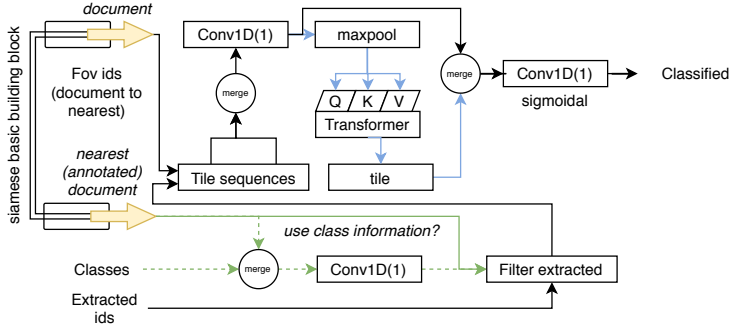 document
Conv1D(1)
maxpool
siamese basic building block
Fov ids
(document to
nearest)
merge
merge
Conv1D(1)
sigmoidal
Classified
Q K V
Transformer
nearest
(annotated)
document
Tile sequences
tile
use class information?
Classes
merge
Conv1D(1)
Filter extracted
Extracted
ids